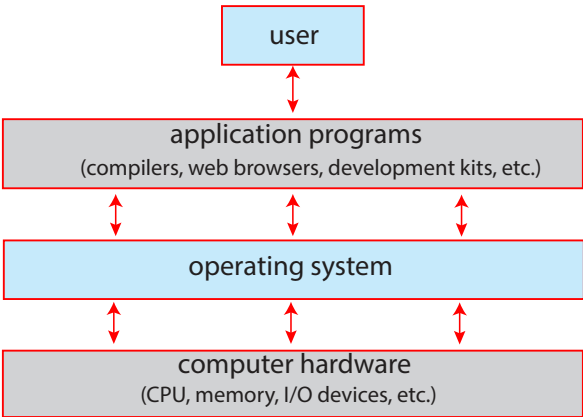 user
application programs
(compilers, web browsers, development kits, etc.)
operating system
computer hardware
(CPU, memory, I/O devices, etc.)